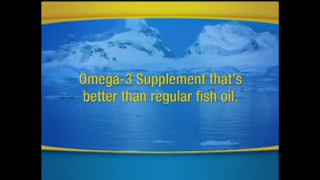 Omega-3 Supplement that's
better than regular fish oil.